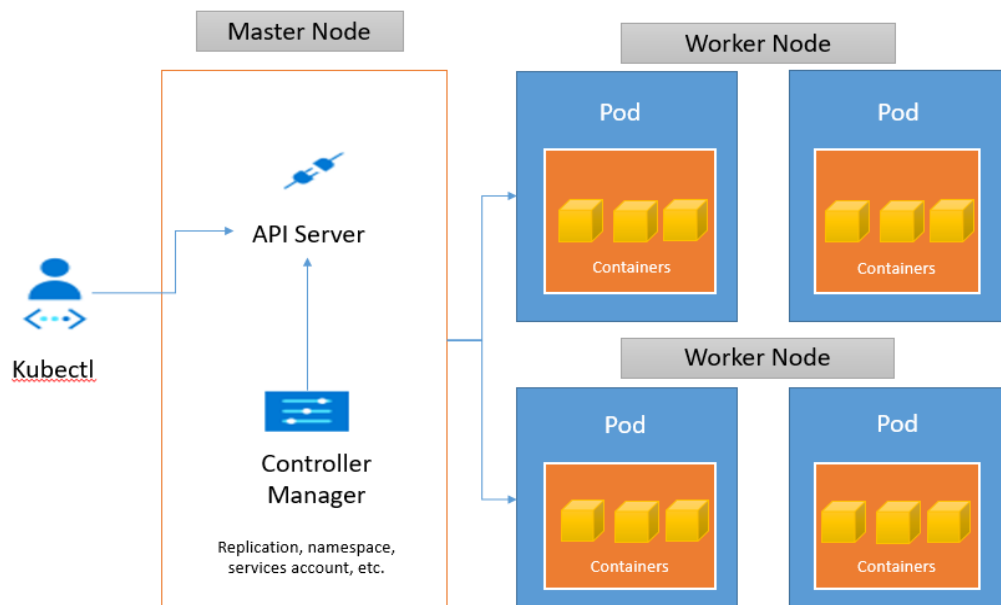 Master Node
API Server
Kubectl
Controller
Manager
Replication, namespace,
services account, etc.
Worker Node
Pod
Containers
Pod
Containers
Worker Node
Pod
Containers
Pod
Containers